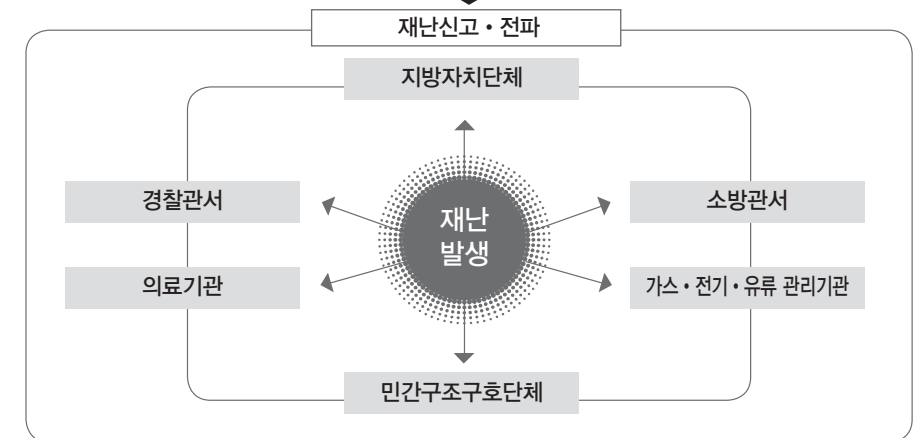 재난신고 • 전파
지방자치단체
경찰관서
재난
발생
소방관서
의료기관
가스 • 전기 • 유류 관리기관
민간구조구호단체